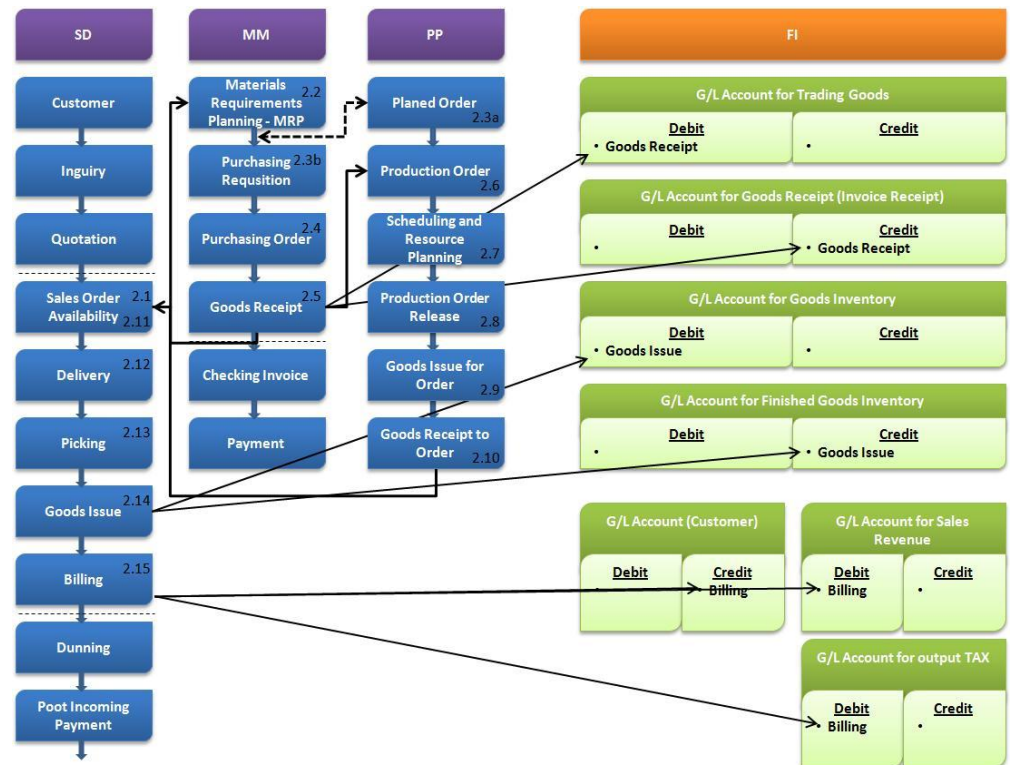 SD
MM
PP
FI
Customer
Inguiry
Quotation
Sales Order
Availability
2.1
2.11
Delivery
2.12
Picking
2.13
Goods Issue
2.14
Billing
2.15
Dunning
Poot Incoming
Payment
Materials
Requirements
Planning - MRP
2.2
Purchasing
Requsition
2.3b
Purchasing Order
2.4
Goods Receipt
2.5
Checking Invoice
Payment
Planed Order
2.3a
Production Order
2.6
Scheduling and
Resource
Planning
2.7
Production Order
Release
2.8
Goods Issue for
Order
2.9
Goods Receipt to
Order
2.10
G/L Account for Trading Goods
Debit
• Goods Receipt
Credit
•
G/L Account for Goods Receipt (Invoice Receipt)
Debit
•
Credit
• Goods Receipt
G/L Account for Goods Inventory
Debit
• Goods Issue
Credit
•
G/L Account for Finished Goods Inventory
Debit
•
Credit
• Goods Issue
G/L Account (Customer)
Debit
•
Credit
• Billing
G/L Account for Sales
Revenue
Debit
• Billing
Credit
•
G/L Account for output TAX
Debit
• Billing
Credit
•